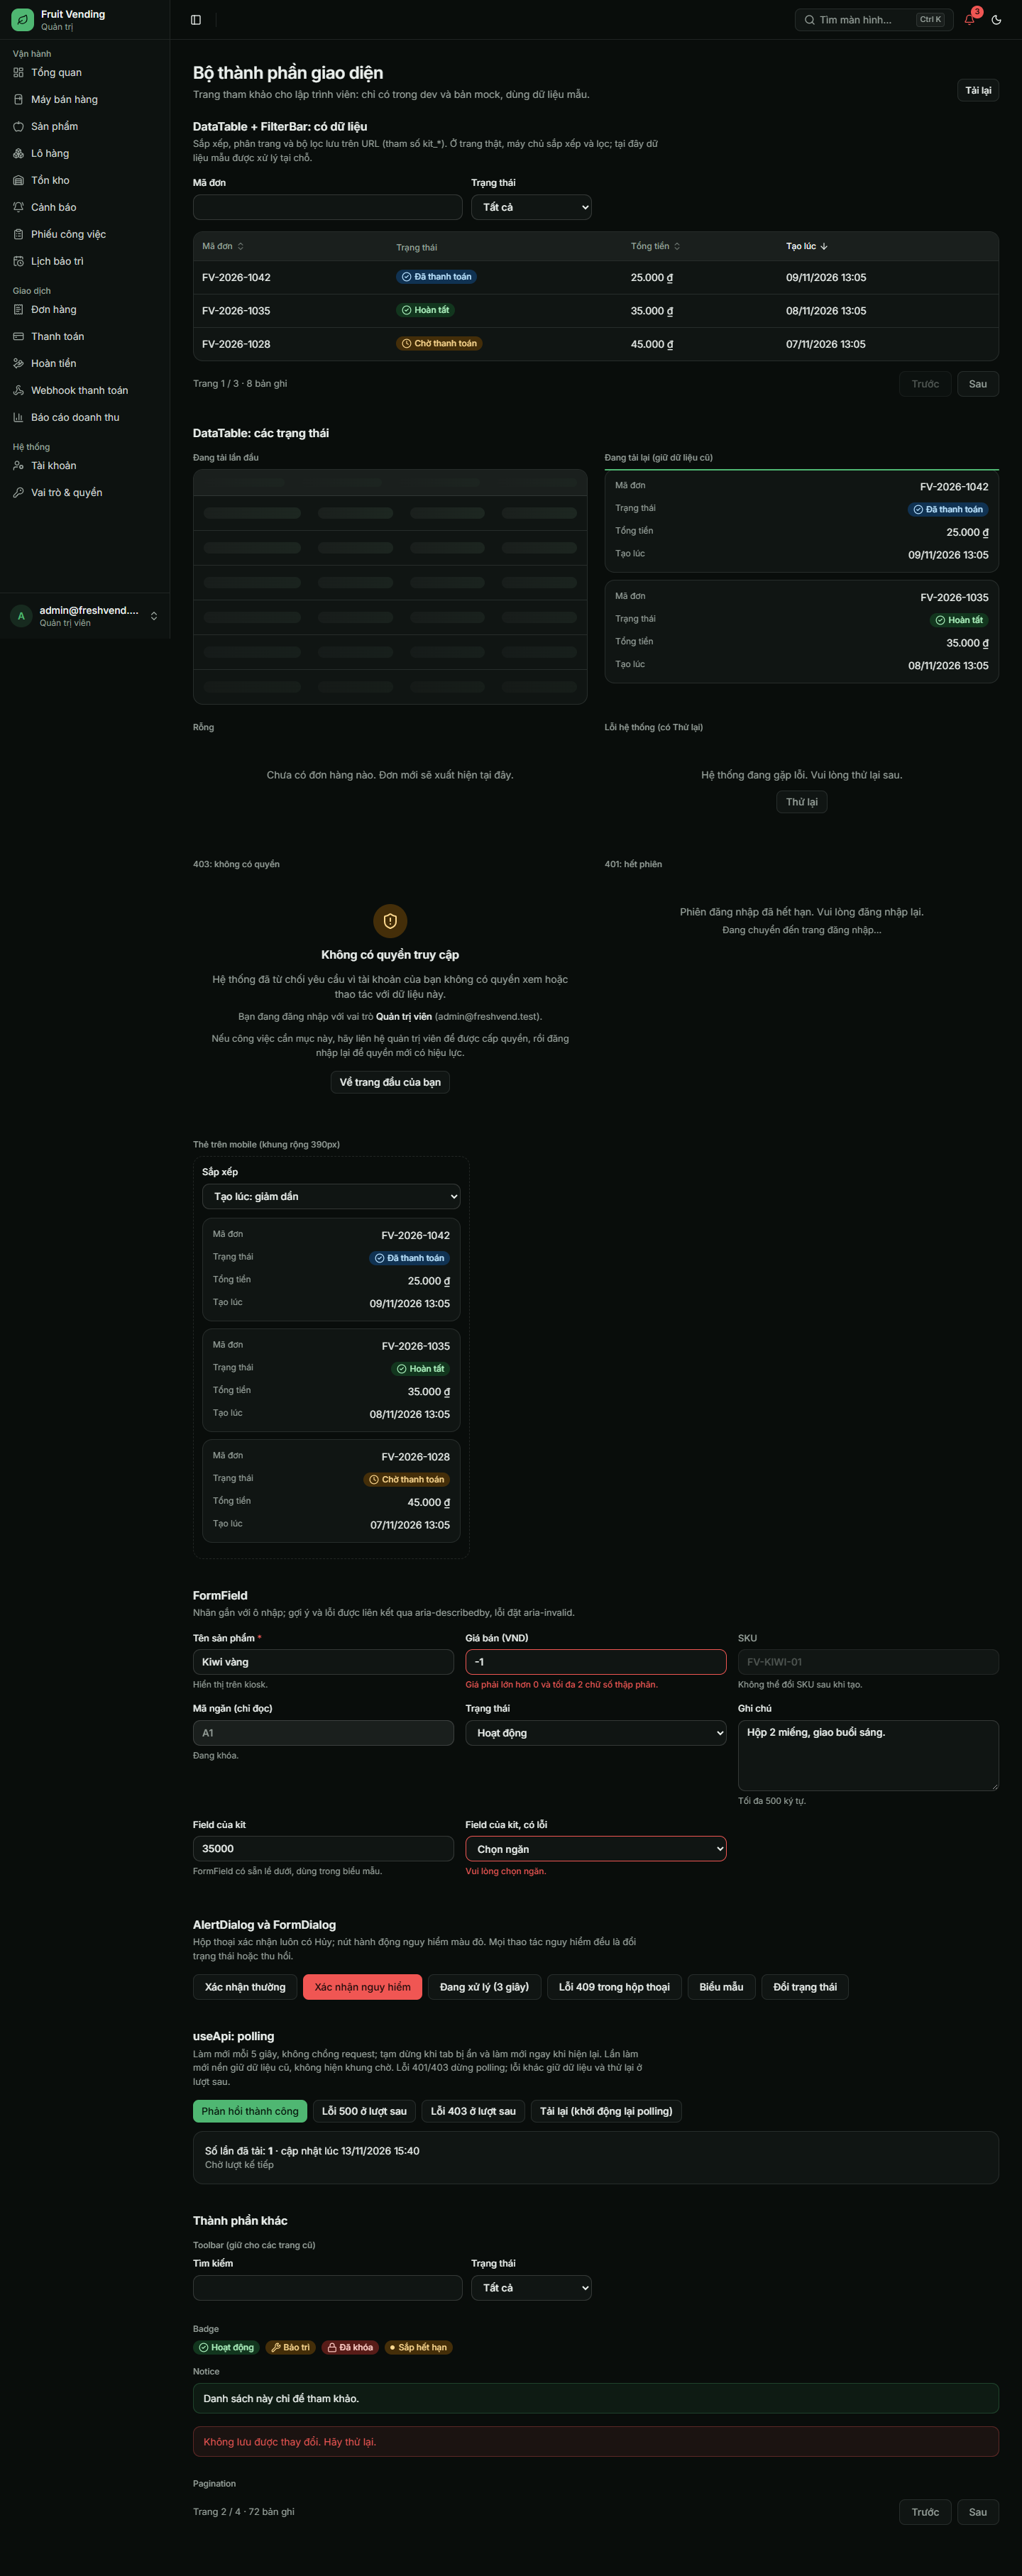 Fruit Vending
Quản trị
Tìm màn hình...
Ctrl K
3
Vận hành
Tổng quan
Máy bán hàng
Sản phẩm
Lô hàng
Tồn kho
Cảnh báo
Phiếu công việc
Lịch bảo trì
Giao dịch
Đơn hàng
Thanh toán
Hoàn tiền
Webhook thanh toán
Báo cáo doanh thu
Hệ thống
Tài khoản
Vai trò & quyền
A
admin@freshvend....
Quản trị viên
Bộ thành phần giao diện
Trang tham khảo cho lập trình viên: chỉ có trong dev và bản mock, dùng dữ liệu mẫu.
Tải lại
DataTable + FilterBar: có dữ liệu
Sắp xếp, phân trang và bộ lọc lưu trên URL (tham số kit_*). Ở trang thật, máy chủ sắp xếp và lọc; tại đây dữ
liệu mẫu được xử lý tại chỗ.
Mã đơn
Trạng thái
Tất cả
Mã đơn Trạng thái Tổng tiền Tạo lúc
FV-2026-1042 Đã thanh toán 25.000 ₫ 09/11/2026 13:05
FV-2026-1035 Hoàn tất 35.000 ₫ 08/11/2026 13:05
FV-2026-1028 Chờ thanh toán 45.000 ₫ 07/11/2026 13:05
Trang 1 / 3 · 8 bản ghi
Trước
Sau
DataTable: các trạng thái
Đang tải lần đầu
Đang tải lại (giữ dữ liệu cũ)
Mã đơn FV-2026-1042
Trạng thái Đã thanh toán
Tổng tiền 25.000 ₫
Tạo lúc 09/11/2026 13:05
Mã đơn FV-2026-1035
Trạng thái Hoàn tất
Tổng tiền 35.000 ₫
Tạo lúc 08/11/2026 13:05
Rỗng
Chưa có đơn hàng nào. Đơn mới sẽ xuất hiện tại đây.
Lỗi hệ thống (có Thử lại)
Hệ thống đang gặp lỗi. Vui lòng thử lại sau.
Thử lại
403: không có quyền
Không có quyền truy cập
Hệ thống đã từ chối yêu cầu vì tài khoản của bạn không có quyền xem hoặc
thao tác với dữ liệu này.
Bạn đang đăng nhập với vai trò Quản trị viên (admin@freshvend.test).
Nếu công việc cần mục này, hãy liên hệ quản trị viên để được cấp quyền, rồi đăng
nhập lại để quyền mới có hiệu lực.
Về trang đầu của bạn
401: hết phiên
Phiên đăng nhập đã hết hạn. Vui lòng đăng nhập lại.
Đang chuyển đến trang đăng nhập...
Thẻ trên mobile (khung rộng 390px)
Sắp xếp
Tạo lúc: giảm dần
Mã đơn FV-2026-1042
Trạng thái Đã thanh toán
Tổng tiền 25.000 ₫
Tạo lúc 09/11/2026 13:05
Mã đơn FV-2026-1035
Trạng thái Hoàn tất
Tổng tiền 35.000 ₫
Tạo lúc 08/11/2026 13:05
Mã đơn FV-2026-1028
Trạng thái Chờ thanh toán
Tổng tiền 45.000 ₫
Tạo lúc 07/11/2026 13:05
FormField
Nhãn gắn với ô nhập; gợi ý và lỗi được liên kết qua aria-describedby, lỗi đặt aria-invalid.
Tên sản phẩm *
Kiwi vàng
Hiển thị trên kiosk.
Giá bán (VND)
-1
Giá phải lớn hơn 0 và tối đa 2 chữ số thập phân.
SKU
FV-KIWI-01
Không thể đổi SKU sau khi tạo.
Mã ngăn (chỉ đọc)
A1
Đang khóa.
Trạng thái
Hoạt động
Ghi chú
Hộp 2 miếng, giao buổi sáng.
Tối đa 500 ký tự.
Field của kit
35000
FormField có sẵn lề dưới, dùng trong biểu mẫu.
Field của kit, có lỗi
Chọn ngăn
Vui lòng chọn ngăn.
AlertDialog và FormDialog
Hộp thoại xác nhận luôn có Hủy; nút hành động nguy hiểm màu đỏ. Mọi thao tác nguy hiểm đều là đổi
trạng thái hoặc thu hồi.
Xác nhận thường
Xác nhận nguy hiểm
Đang xử lý (3 giây)
Lỗi 409 trong hộp thoại
Biểu mẫu
Đổi trạng thái
useApi: polling
Làm mới mỗi 5 giây, không chồng request; tạm dừng khi tab bị ẩn và làm mới ngay khi hiện lại. Lần làm
mới nền giữ dữ liệu cũ, không hiện khung chờ. Lỗi 401/403 dừng polling; lỗi khác giữ dữ liệu và thử lại ở
lượt sau.
Phản hồi thành công
Lỗi 500 ở lượt sau
Lỗi 403 ở lượt sau
Tải lại (khởi động lại polling)
Số lần đã tải: 1 · cập nhật lúc 13/11/2026 15:40
Chờ lượt kế tiếp
Thành phần khác
Toolbar (giữ cho các trang cũ)
Tìm kiếm
Trạng thái
Tất cả
Badge
Hoạt động
Bảo trì
Đã khóa
Sắp hết hạn
Notice
Danh sách này chỉ để tham khảo.
Không lưu được thay đổi. Hãy thử lại.
Pagination
Trang 2 / 4 · 72 bản ghi
Trước
Sau